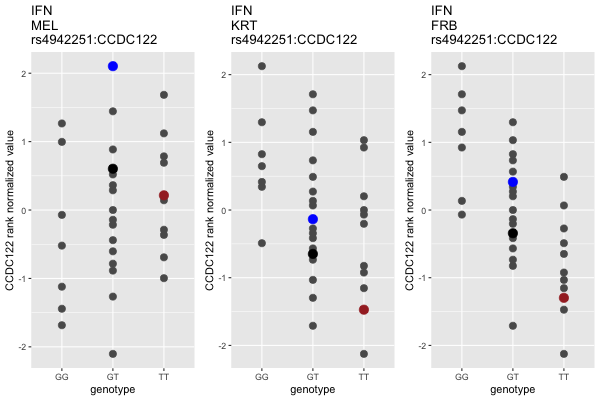 IFN
MEL
rs4942251:CCDC122
CCDC122 rank normalized value
2
1
0
-1
-2
GG GT TT
genotype
IFN
KRT
rs4942251:CCDC122
CCDC122 rank normalized value
2
1
0
-1
-2
GG GT TT
genotype
IFN
FRB
rs4942251:CCDC122
CCDC122 rank normalized value
2
1
0
-1
-2
GG GT TT
genotype